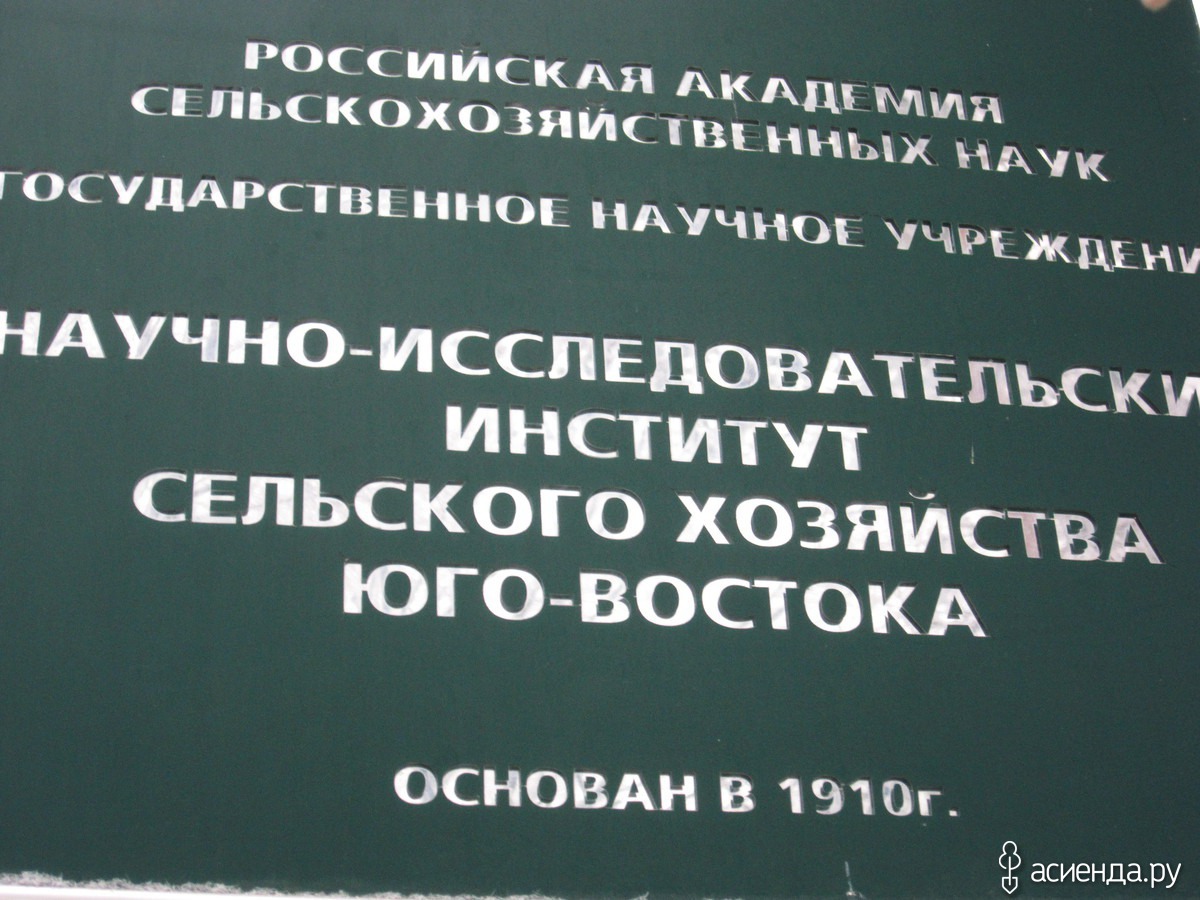 РОССИЙСКАЯ АКАДЕМИЯ
СЕЛЬСКОХОЗЯЙСТВЕННЫХ НАУК
ГОСУДАРСТВЕННОЕ НАУЧНОЕ УЧРЕЖДЕНИ
НАУЧНО-ИССЛЕДОВАТЕЛЬСКИ
ИНСТИТУТ
СЕЛЬСКОГО ХОЗЯЙСТВА
ЮГО-ВОСТОКА
ОСНОВАН В 1910г.
асиенда.ру